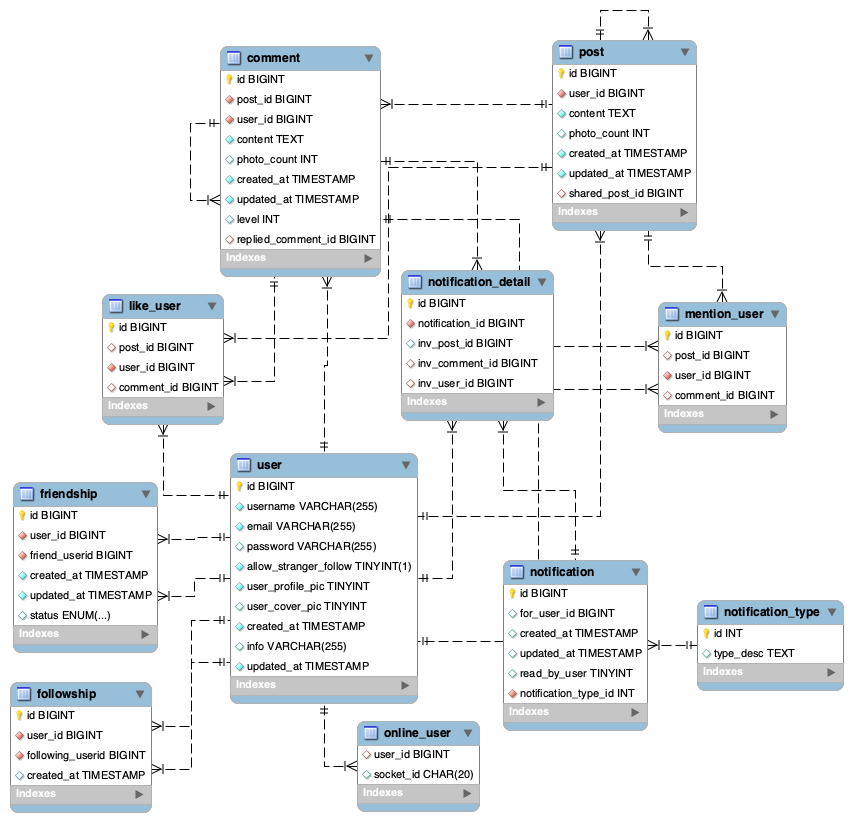 comment
id BIGINT
post_id BIGINT
user_id BIGINT
content TEXT
photo_count INT
created_at TIMESTAMP
updated_at TIMESTAMP
level INT
replied_comment_id BIGINT
Indexes
post
id BIGINT
user_id BIGINT
content TEXT
photo_count INT
created_at TIMESTAMP
updated_at TIMESTAMP
shared_post_id BIGINT
Indexes
like_user
id BIGINT
post_id BIGINT
user_id BIGINT
comment_id BIGINT
Indexes
notification_detail
id BIGINT
notification_id BIGINT
inv_post_id BIGINT
inv_comment_id BIGINT
inv_user_id BIGINT
Indexes
mention_user
id BIGINT
post_id BIGINT
user_id BIGINT
comment_id BIGINT
Indexes
friendship
id BIGINT
user_id BIGINT
friend_userid BIGINT
created_at TIMESTAMP
updated_at TIMESTAMP
status ENUM(...)
Indexes
user
id BIGINT
username VARCHAR(255)
email VARCHAR(255)
password VARCHAR(255)
allow_stranger_follow TINYINT(1)
user_profile_pic TINYINT
user_cover_pic TINYINT
created_at TIMESTAMP
info VARCHAR(255)
updated_at TIMESTAMP
Indexes
notification
id BIGINT
for_user_id BIGINT
created_at TIMESTAMP
updated_at TIMESTAMP
read_by_user TINYINT
notification_type_id INT
Indexes
notification_type
id INT
type_desc TEXT
Indexes
followship
id BIGINT
user_id BIGINT
following_userid BIGINT
created_at TIMESTAMP
Indexes
online_user
user_id BIGINT
socket_id CHAR(20)
Indexes